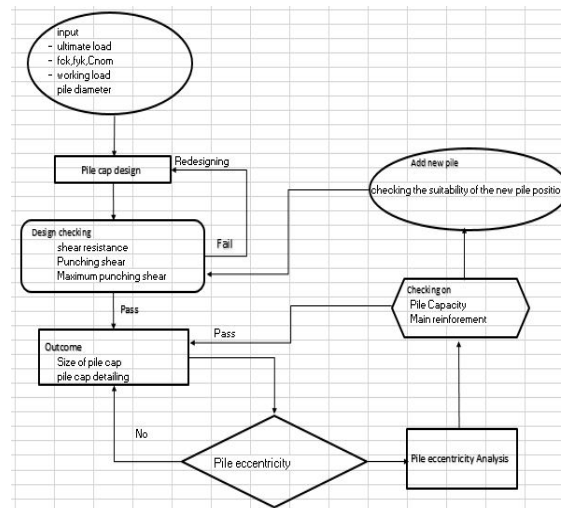 input
- ultimate load
- fck,fyk,Cnom
- working load
pile diameter
Pile cap design
Redesigning
Design checking
shear resistance
Punching shear
Maximum punching shear
Fail
Pass
Outcome
Size of pile cap
pile cap detailing
No
Pile eccentricity
Pile eccentricity Analysis
Checking on
Pile Capacity
Main reinforement
Pass
Add new pile
checking the suitability of the new pile position